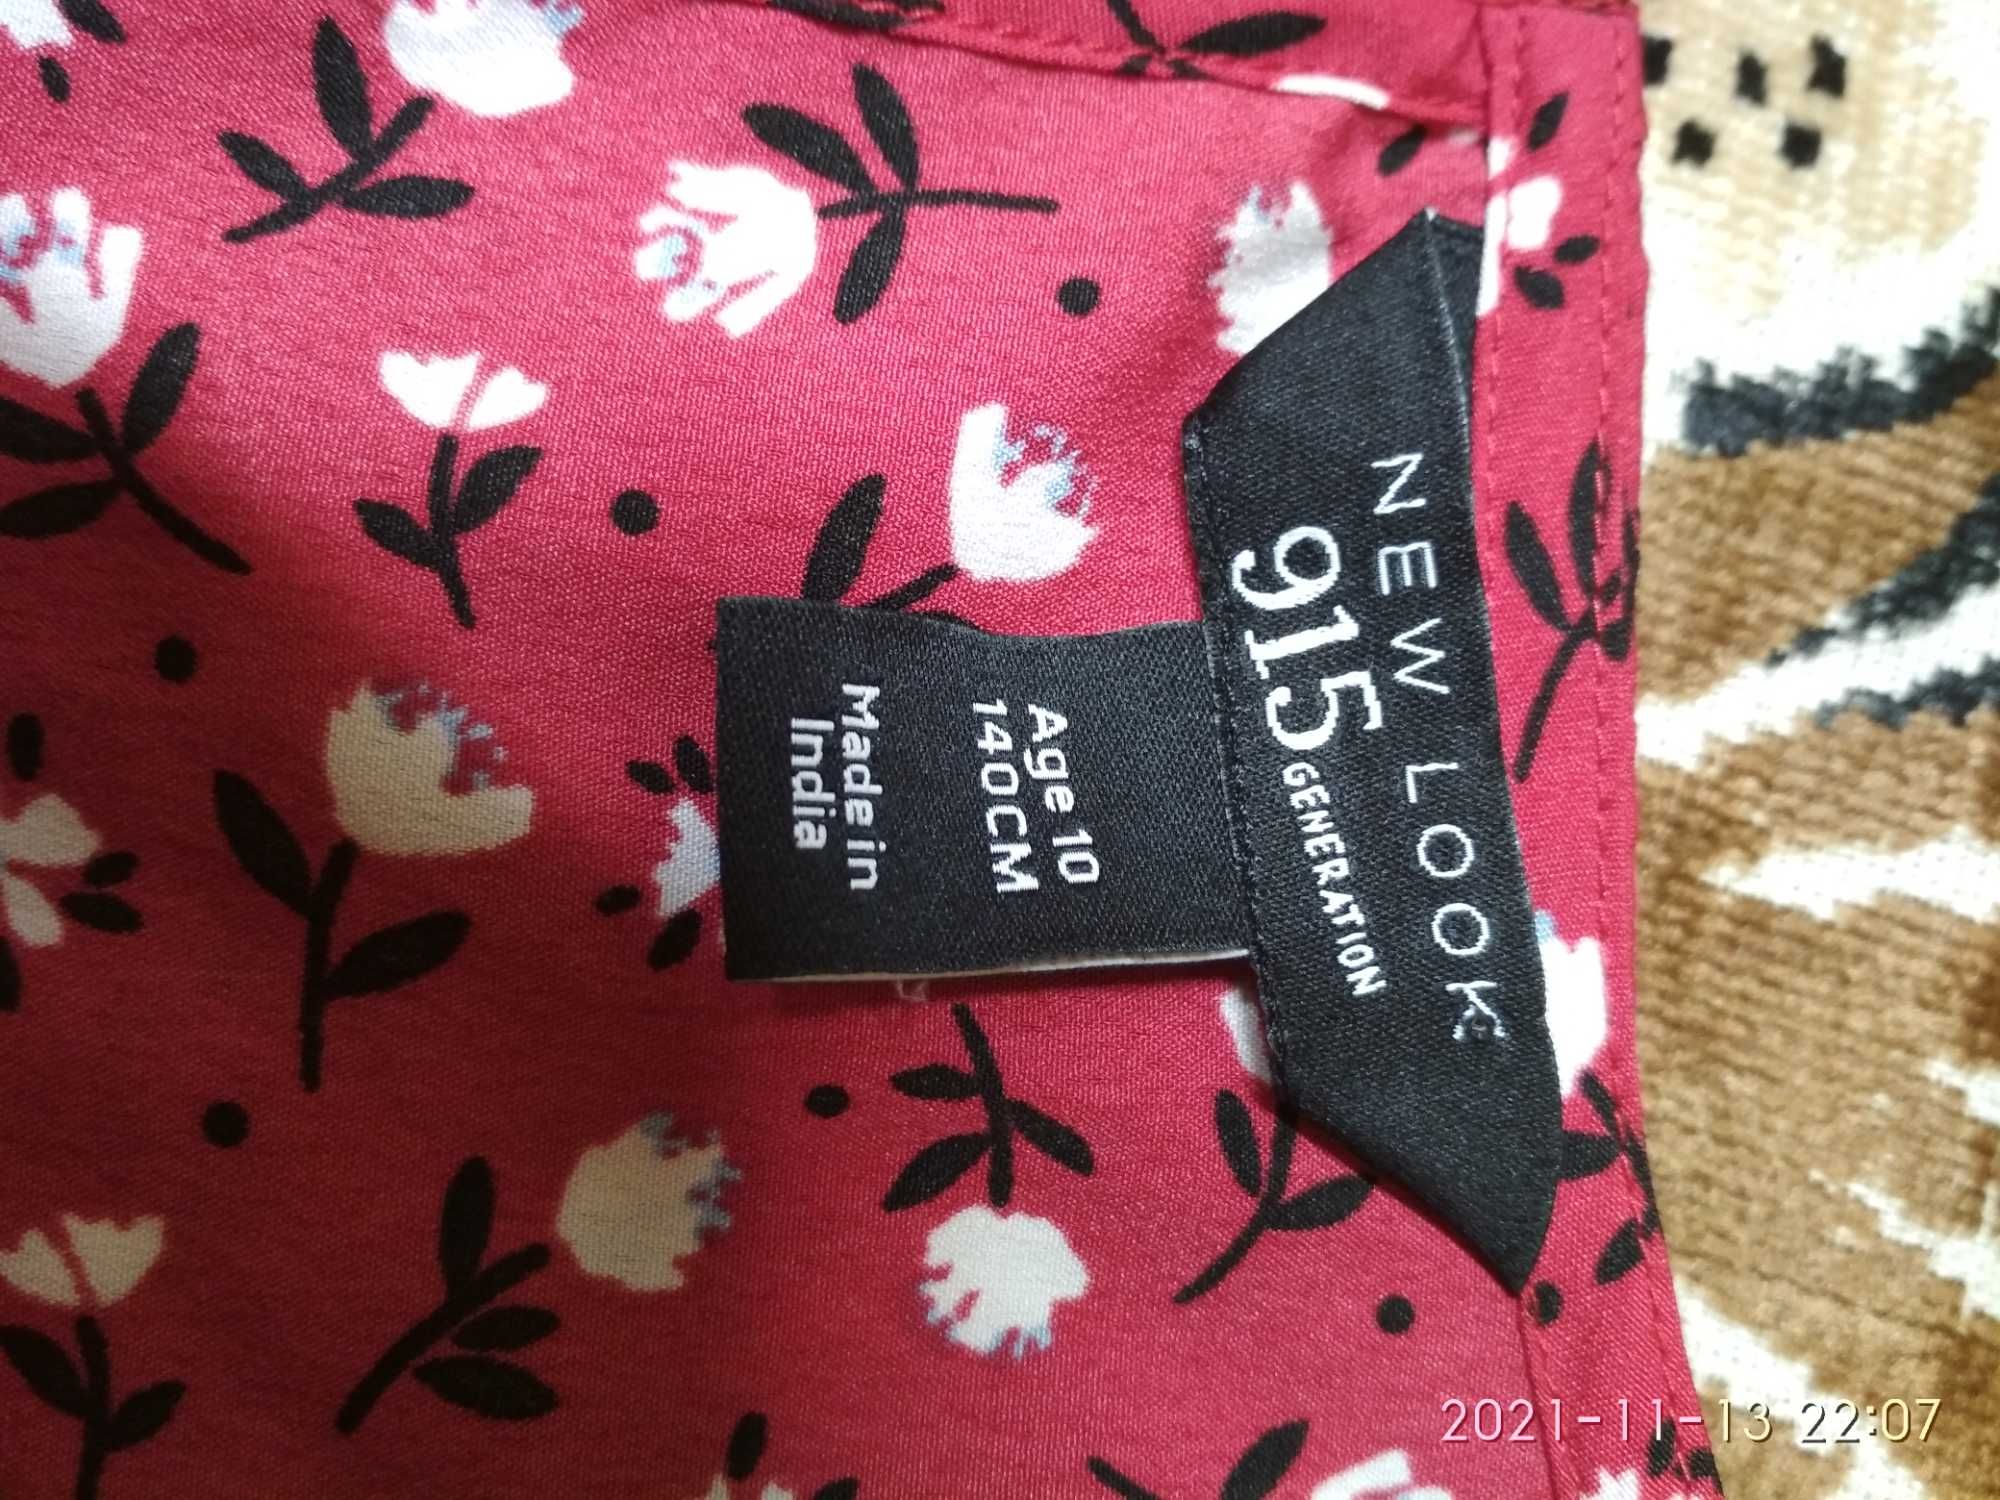 NEW LOOK
915 GENERATION
Age 10
140CM
Made in
India
2021-11-13 22:07